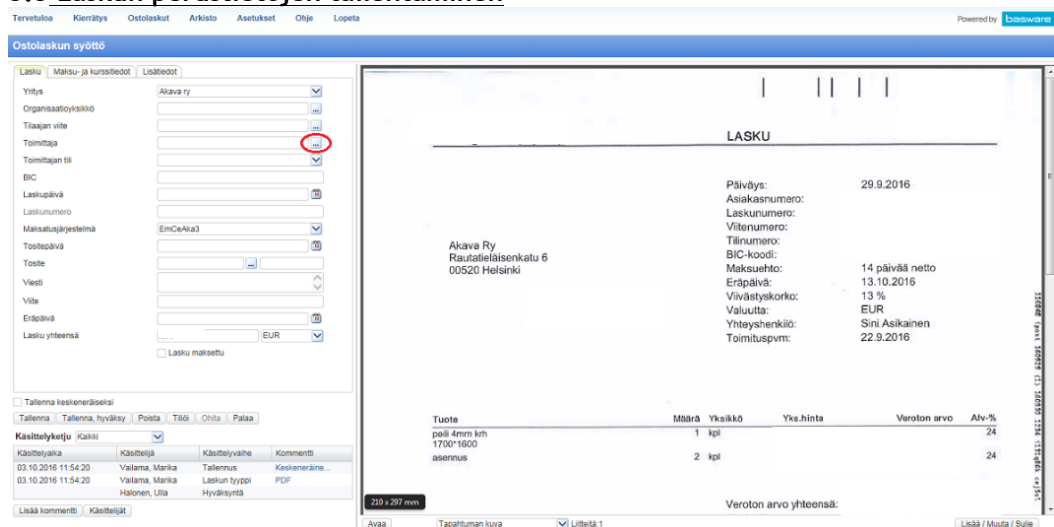 Tervetuloa Kierrätys Ostolaskut Arkisto Asetukset Ohje Lopeta
Powered by basware
Ostolaskun syöttö
Lasku Maksu- ja kurssitiedot Lisätiedot
Yritys Akava ry
Organisaatioyksikkö
Tilaajan viite
Toimittaja
Toimittajan tili
BIC
Laskupäivä
Laskunumero
Maksatusjärjestelmä EmCeAka3
Tositepäivä
Tosite
Viesti
Viite
Eräpäivä
Lasku yhteensä EUR
Lasku maksettu
Tallenna keskeneräiseksi
Tallenna Tallenna, hyväksy Poista Tiliöi Ohita Palaa
Käsittelyketju Kaikki
Käsittelyaika Käsittelijä Käsittelyvaihe Kommentti
03.10.2016 11:54:20 Vailama, Marika Tallennus Keskeneräine...
03.10.2016 11:54:20 Vailama, Marika Laskun tyyppi PDF
Halonen, Ulla Hyväksyntä
Lisää kommentti Käsittelijät
LASKU
Päiväys: 29.9.2016
Asiakasnumero:
Laskunumero:
Viitenumero:
Tilinumero:
BIC-koodi:
Maksuehto: 14 päivää netto
Eräpäivä: 13.10.2016
Viivästyskorko: 13 %
Valuutta: EUR
Yhteyshenkilö: Sini Asikainen
Toimituspvm: 22.9.2016
Akava Ry
Rautatieläisenkatu 6
00520 Helsinki
Tuote Määrä Yksikkö Yks.hinta Veroton arvo Alv-%
peili 4mm krh 1 kpl 24
1700*1600
asennus 2 kpl 24
Veroton arvo yhteensä:
210 x 297 mm
Avaa Tapahtuman kuva Liitteitä:1 Lisää / Muuta / Sulje